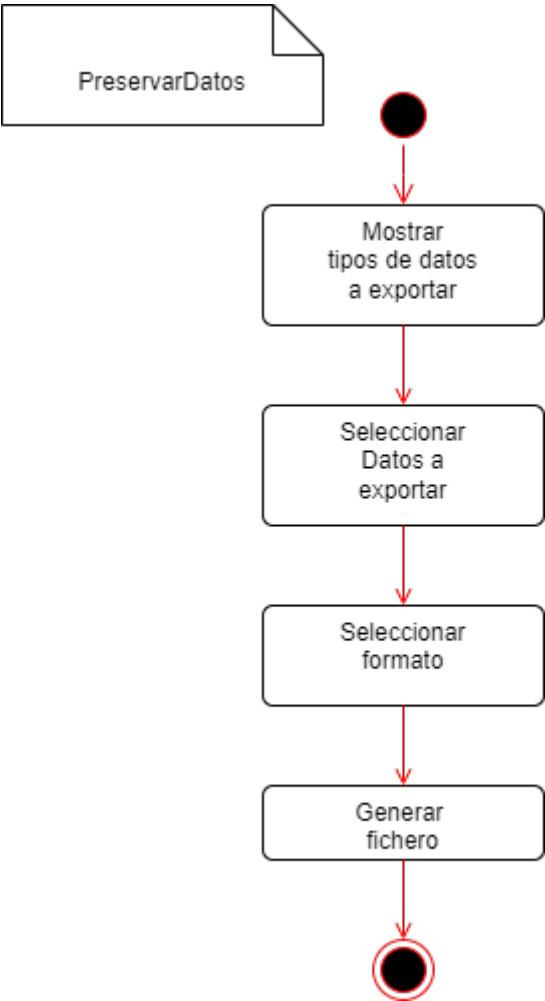 PreservarDatos
Mostrar
tipos de datos
a exportar
Seleccionar
Datos a
exportar
Seleccionar
formato
Generar
fichero